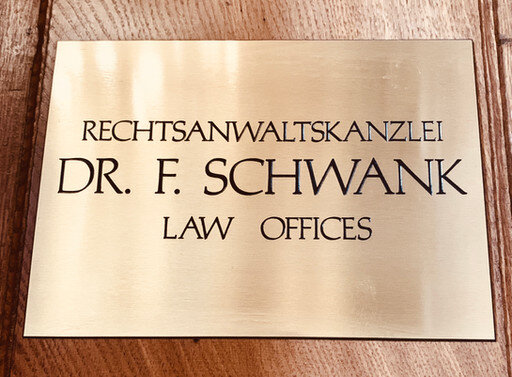 RECHTSANWALTSKANZLEI
DR. F. SCHWANK
LAW OFFICES